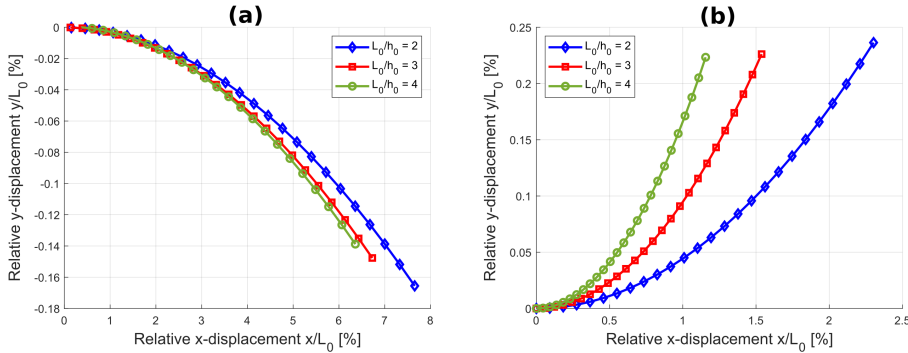 (a)
0
-0.02
-0.04
-0.06
-0.08
-0.1
-0.12
-0.14
-0.16
-0.18
0 1 2 3 4 5 6 7 8
Relative y-displacement y/L0 [%]
Relative x-displacement x/L0 [%]
L0/h0 = 2
L0/h0 = 3
L0/h0 = 4
(b)
0.25
0.2
0.15
0.1
0.05
0
0 0.5 1 1.5 2 2.5
Relative y-displacement y/L0 [%]
Relative x-displacement x/L0 [%]
L0/h0 = 2
L0/h0 = 3
L0/h0 = 4